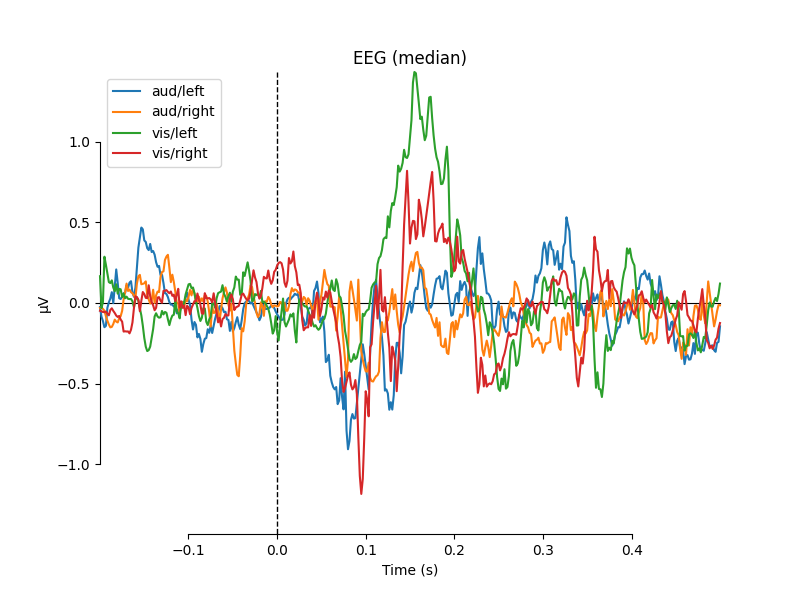 EEG (median)
aud/left
aud/right
vis/left
vis/right
1.0
0.5
0.0
−0.5
−1.0
µV
−0.1
0.0
0.1
0.2
0.3
0.4
Time (s)